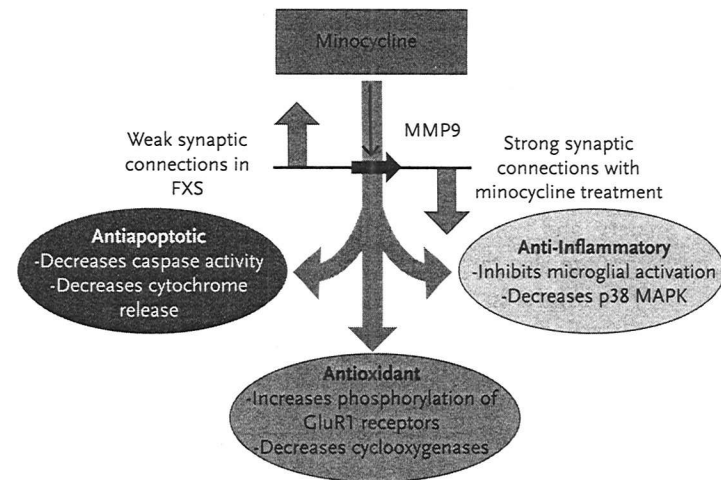 Minocycline
MMP9
Weak synaptic
connections in
FXS
Strong synaptic
connections with
minocycline treatment
Antiapoptotic
-Decreases caspase activity
-Decreases cytochrome
release
Anti-Inflammatory
-Inhibits microglial activation
-Decreases p38 MAPK
Antioxidant
-Increases phosphorylation of
GluR1 receptors
-Decreases cyclooxygenases